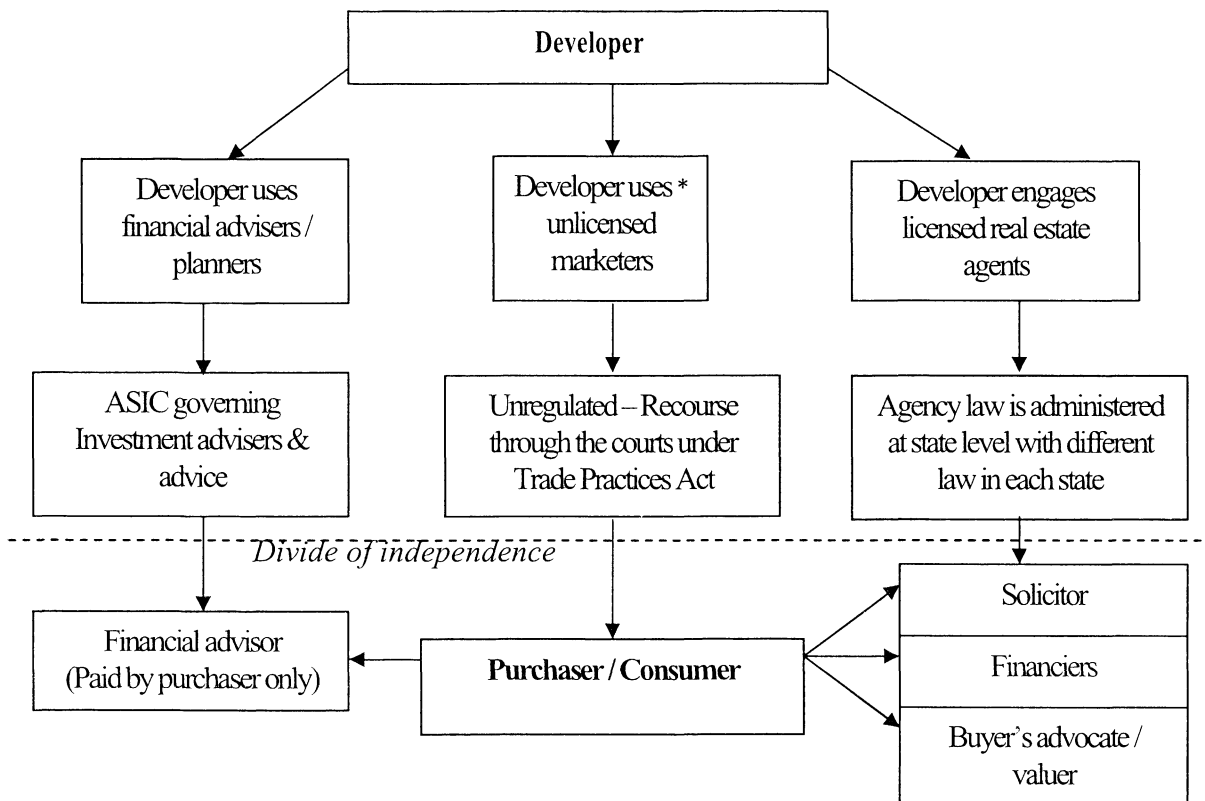 Developer
Developer uses
financial advisers /
planners
Developer uses *
unlicensed
marketers
Developer engages
licensed real estate
agents
ASIC governing
Investment advisers &
advice
Unregulated – Recourse
through the courts under
Trade Practices Act
Agency law is administered
at state level with different
law in each state
Divide of independence
Financial advisor
(Paid by purchaser only)
Purchaser / Consumer
Solicitor
Financiers
Buyer's advocate /
valuer